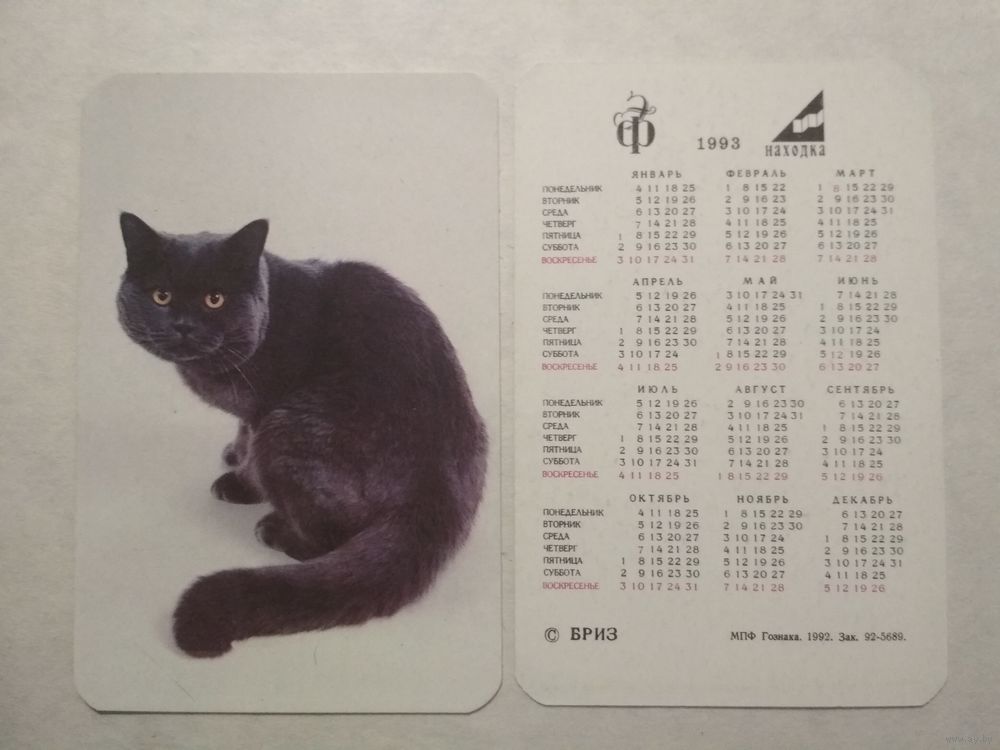 Ф
1993
находка
ЯНВАРЬ ФЕВРАЛЬ МАРТ
ПОНЕДЕЛЬНИК 4 11 18 25 1 8 15 22 1 8 15 22 29
ВТОРНИК 5 12 19 26 2 9 16 23 2 9 16 23 30
СРЕДА 6 13 20 27 3 10 17 24 3 10 17 24 31
ЧЕТВЕРГ 7 14 21 28 4 11 18 25 4 11 18 25
ПЯТНИЦА 1 8 15 22 29 5 12 19 26 5 12 19 26
СУББОТА 2 9 16 23 30 6 13 20 27 6 13 20 27
ВОСКРЕСЕНЬЕ 3 10 17 24 31 7 14 21 28 7 14 21 28
АПРЕЛЬ МАЙ ИЮНЬ
ПОНЕДЕЛЬНИК 5 12 19 26 3 10 17 24 31 7 14 21 28
ВТОРНИК 6 13 20 27 4 11 18 25 1 8 15 22 29
СРЕДА 7 14 21 28 5 12 19 26 2 9 16 23 30
ЧЕТВЕРГ 1 8 15 22 29 6 13 20 27 3 10 17 24
ПЯТНИЦА 2 9 16 23 30 7 14 21 28 4 11 18 25
СУББОТА 3 10 17 24 1 8 15 22 29 5 12 19 26
ВОСКРЕСЕНЬЕ 4 11 18 25 2 9 16 23 30 6 13 20 27
ИЮЛЬ АВГУСТ СЕНТЯБРЬ
ПОНЕДЕЛЬНИК 5 12 19 26 2 9 16 23 30 6 13 20 27
ВТОРНИК 6 13 20 27 3 10 17 24 31 7 14 21 28
СРЕДА 7 14 21 28 4 11 18 25 1 8 15 22 29
ЧЕТВЕРГ 1 8 15 22 29 5 12 19 26 2 9 16 23 30
ПЯТНИЦА 2 9 16 23 30 6 13 20 27 3 10 17 24
СУББОТА 3 10 17 24 31 7 14 21 28 4 11 18 25
ВОСКРЕСЕНЬЕ 4 11 18 25 1 8 15 22 29 5 12 19 26
ОКТЯБРЬ НОЯБРЬ ДЕКАБРЬ
ПОНЕДЕЛЬНИК 4 11 18 25 1 8 15 22 29 6 13 20 27
ВТОРНИК 5 12 19 26 2 9 16 23 30 7 14 21 28
СРЕДА 6 13 20 27 3 10 17 24 1 8 15 22 29
ЧЕТВЕРГ 7 14 21 28 4 11 18 25 2 9 16 23 30
ПЯТНИЦА 1 8 15 22 29 5 12 19 26 3 10 17 24 31
СУББОТА 2 9 16 23 30 6 13 20 27 4 11 18 25
ВОСКРЕСЕНЬЕ 3 10 17 24 31 7 14 21 28 5 12 19 26
© БРИЗ МПФ Гознака. 1992. Зак. 92-5689.